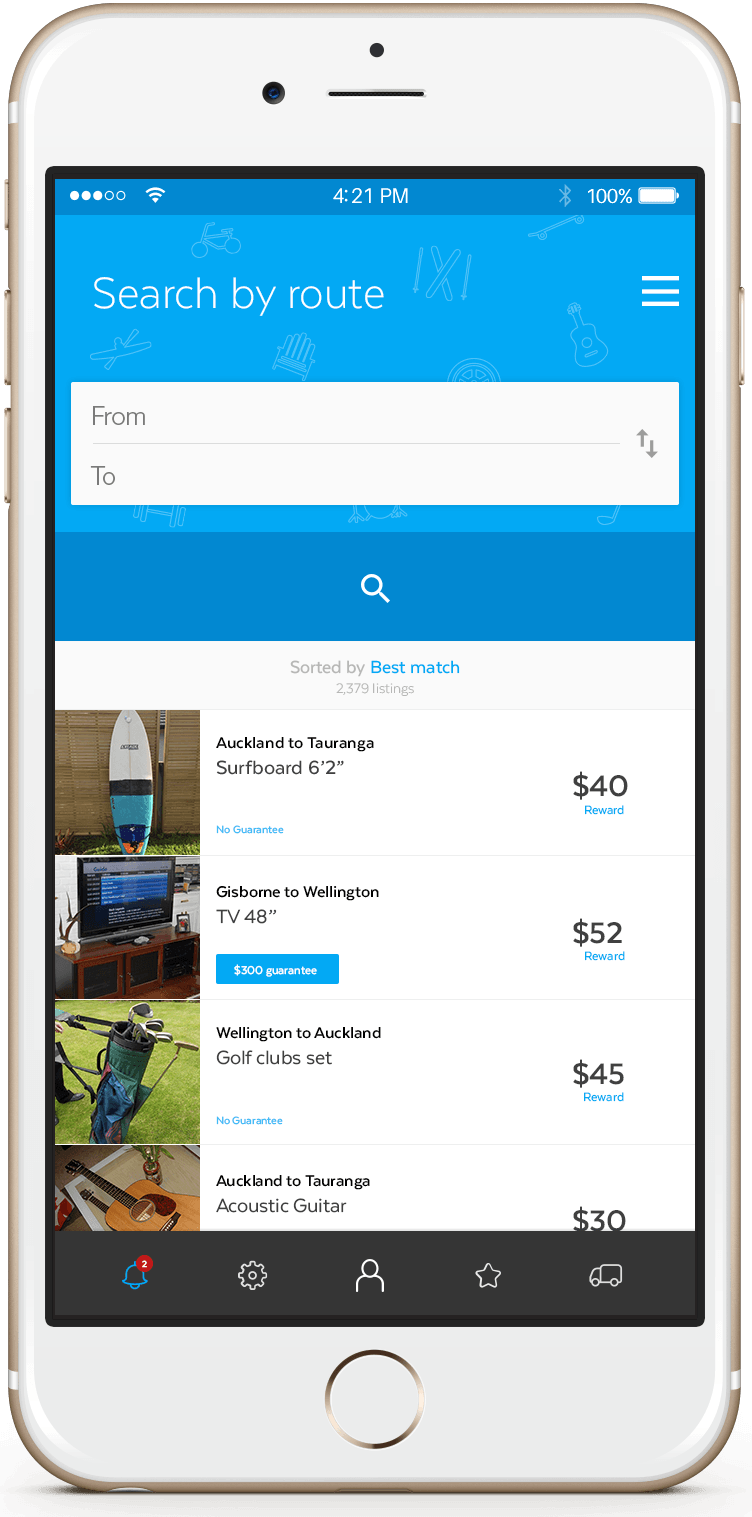 4:21 PM
100%
Search by route
From
To
Sorted by Best match
2,379 listings
Auckland to Tauranga
Surfboard 6’2”
$40
Reward
No Guarantee
Gisborne to Wellington
TV 48”
$52
Reward
$300 guarantee
Wellington to Auckland
Golf clubs set
$45
Reward
No Guarantee
Auckland to Tauranga
Acoustic Guitar
$30
2